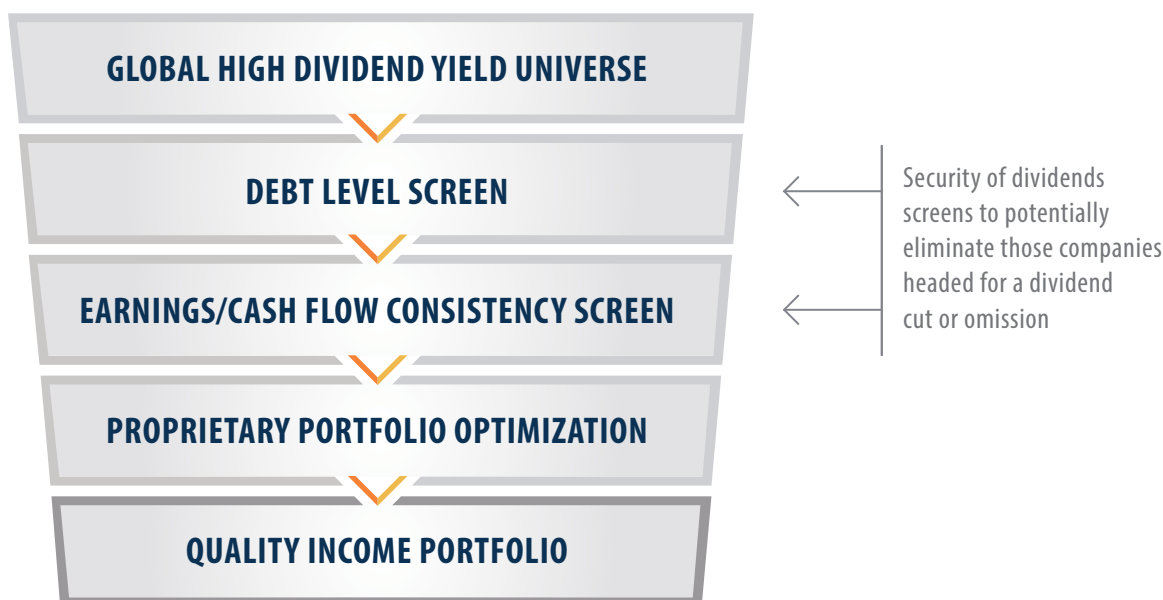 GLOBAL HIGH DIVIDEND YIELD UNIVERSE
DEBT LEVEL SCREEN
EARNINGS/CASH FLOW CONSISTENCY SCREEN
PROPRIETARY PORTFOLIO OPTIMIZATION
QUALITY INCOME PORTFOLIO
Security of dividends
screens to potentially
eliminate those companies
headed for a dividend
cut or omission